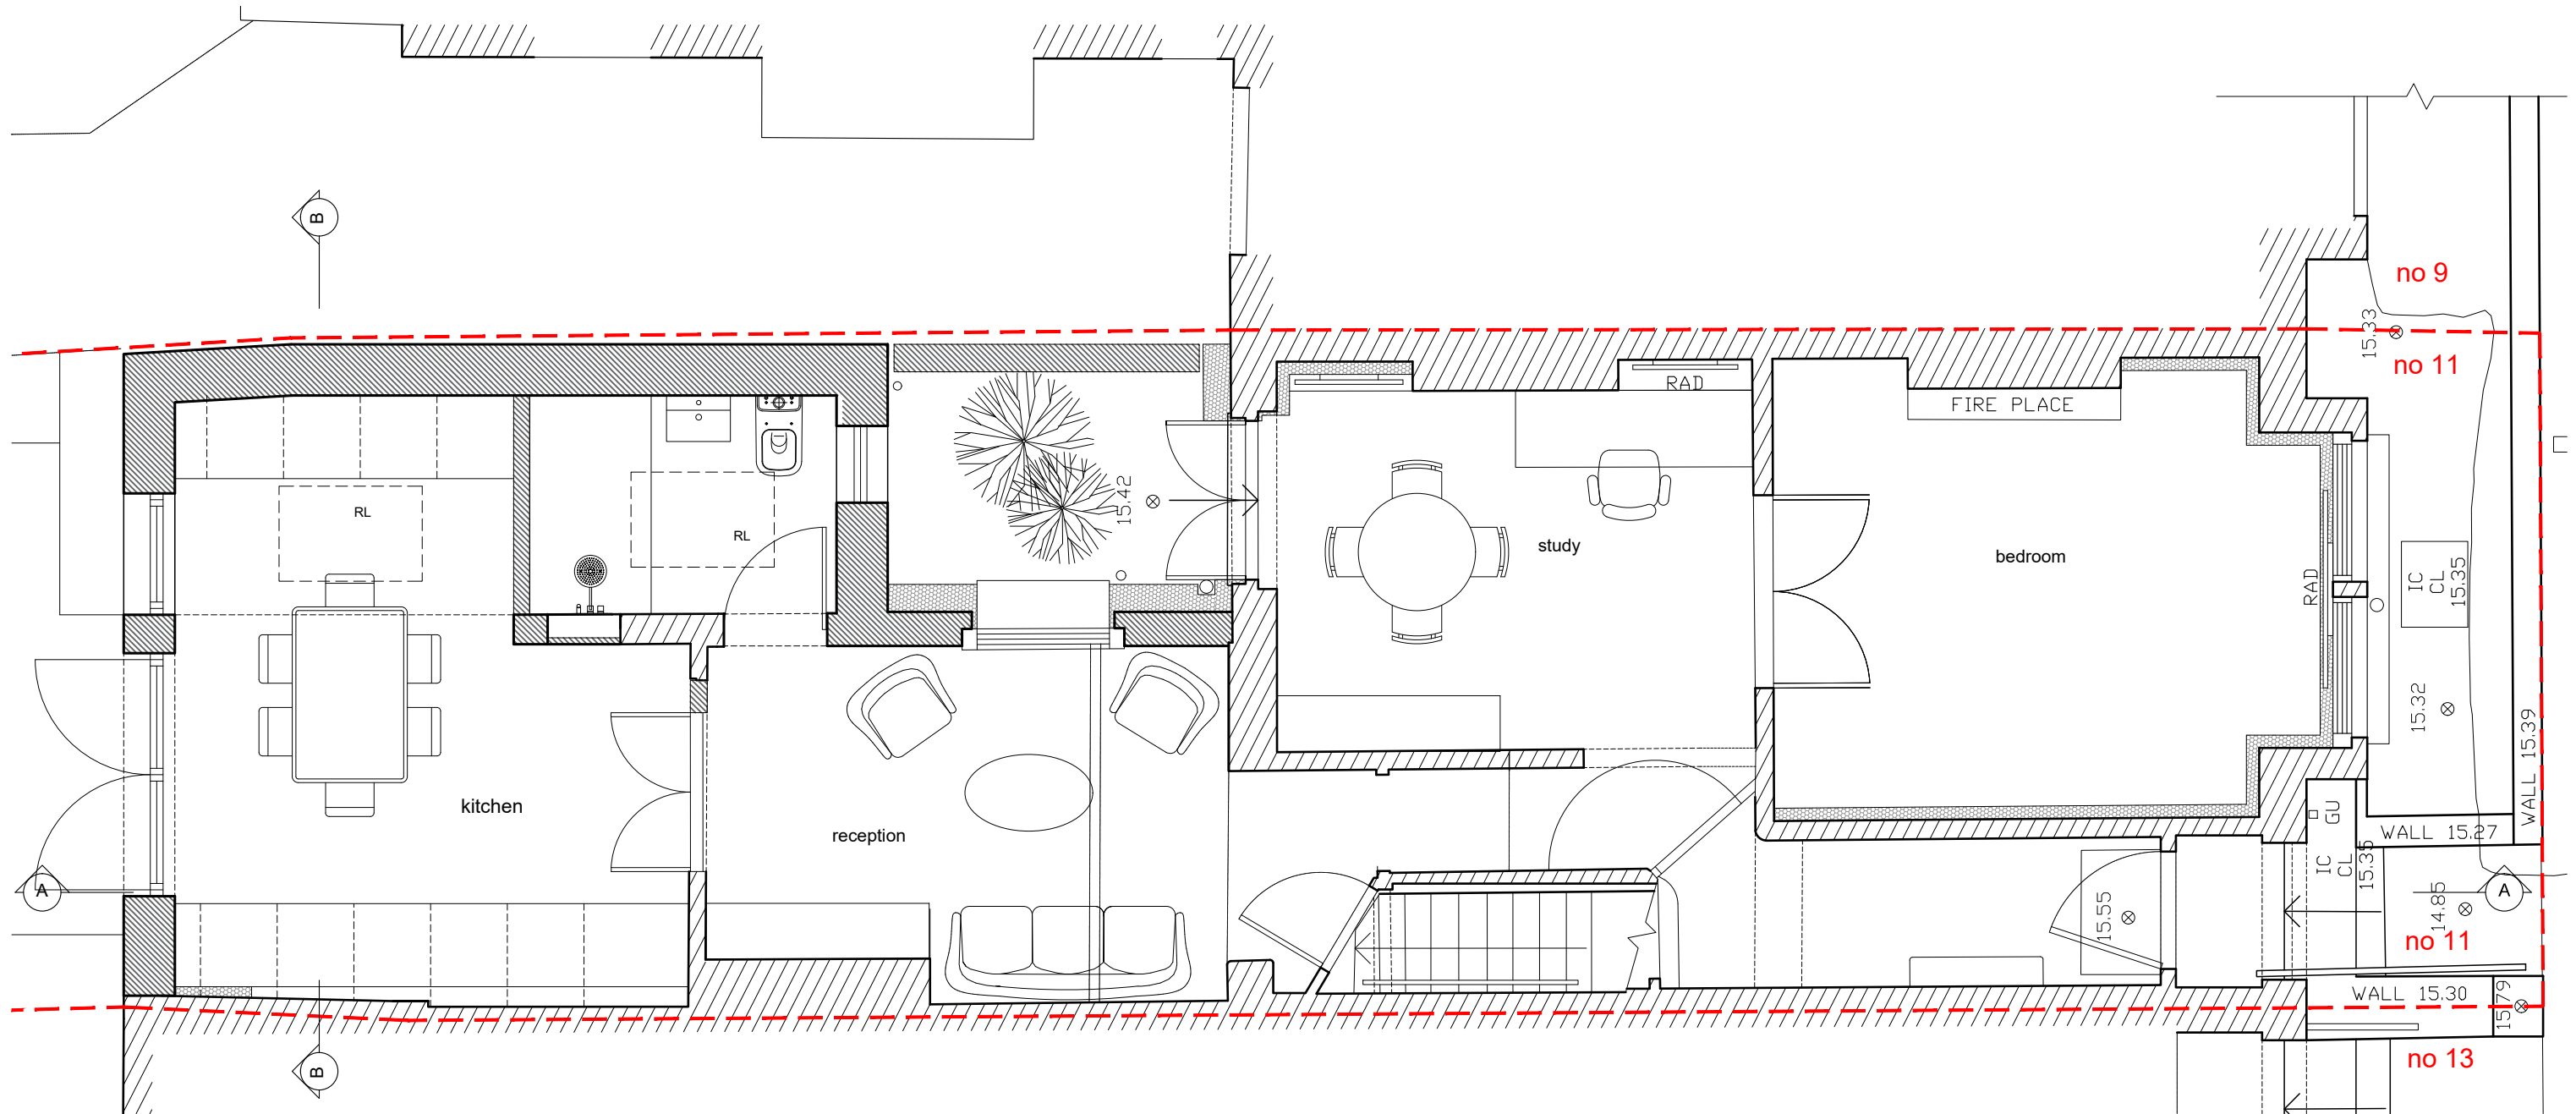 B
no 9
15.33
no 11
RAD
FIRE PLACE
RL
RL
15.42
study
bedroom
RAD
IC
CL
15.35
15.32
WALL 15.39
kitchen
reception
GU
WALL 15.27
IC
CL
15.35
A
A
15.55
14.85
no 11
WALL 15.30
15.79
B
no 13